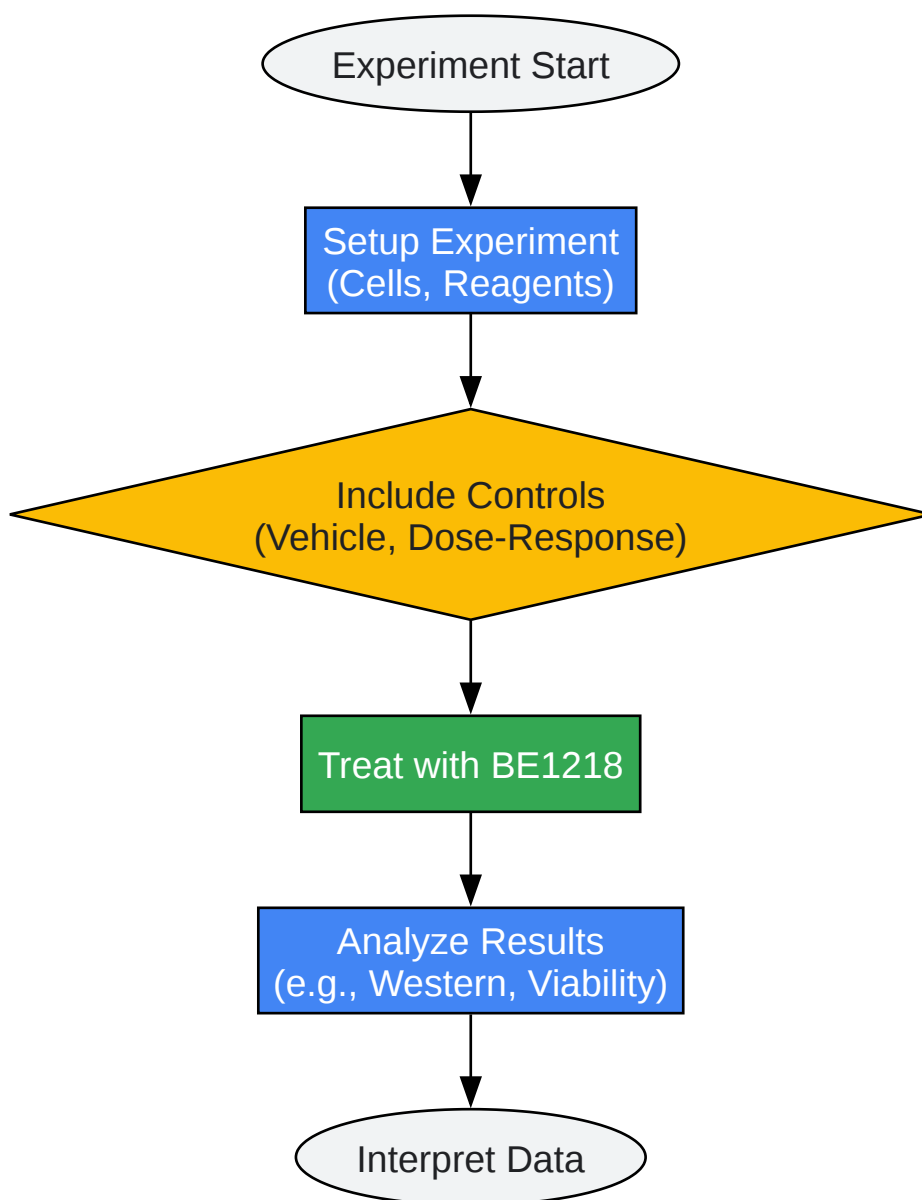 Experiment Start
Setup Experiment
(Cells, Reagents)
Include Controls
(Vehicle, Dose-Response)
Treat with BE1218
Analyze Results
(e.g., Western, Viability)
Interpret Data